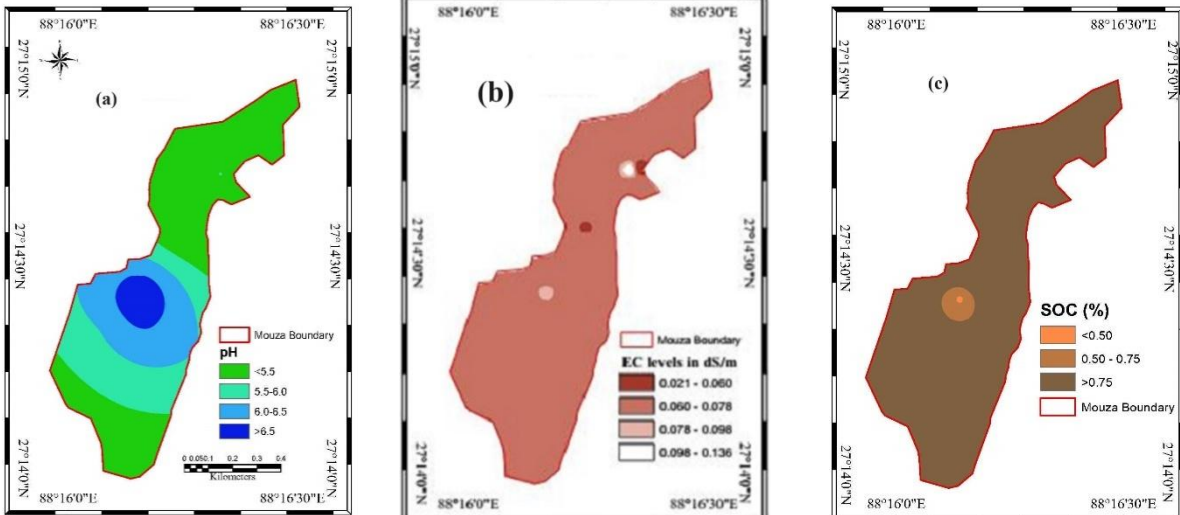 88°16'0"E 88°16'30"E
27°15'0"N 27°15'0"N
(a)
27°14'30"N 27°14'30"N
Mouza Boundary
pH
<5.5
5.5-6.0
6.0-6.5
>6.5
27°14'0"N 27°14'0"N
0 0.050.1 0.2 0.3 0.4
Kilometers
88°16'0"E 88°16'30"E
88°16'0"E 88°16'30"E
27°15'0"N 27°15'0"N
(b)
27°14'30"N 27°14'30"N
Mouza Boundary
EC levels in dS/m
0.021 - 0.060
0.060 - 0.078
0.078 - 0.098
0.098 - 0.136
27°14'0"N 27°14'0"N
88°16'0"E 88°16'30"E
88°16'0"E 88°16'30"E
27°15'0"N 27°15'0"N
(c)
27°14'30"N 27°14'30"N
SOC (%)
<0.50
0.50 - 0.75
>0.75
Mouza Boundary
27°14'0"N 27°14'0"N
88°16'0"E 88°16'30"E